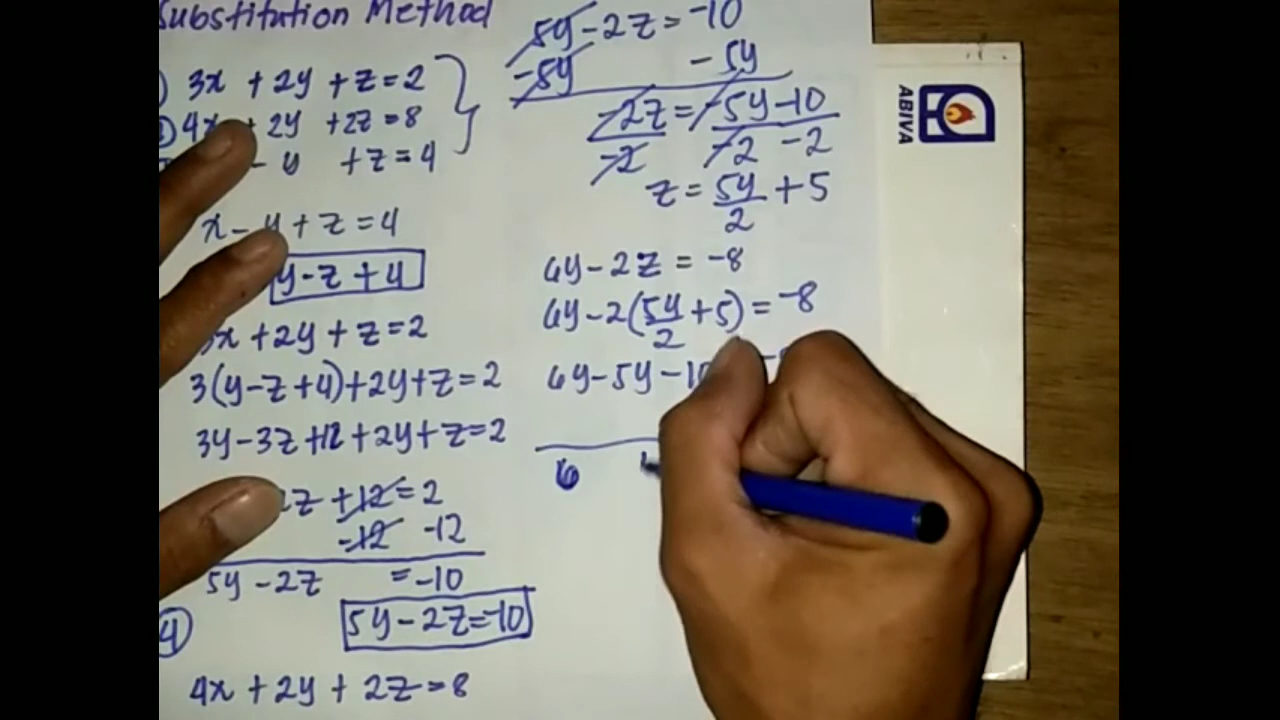 Substitution Method
3x + 2y + z = 2
4x + 2y + 2z = 8
- y + z = 4
x - y + z = 4
y - z + 4
3x + 2y + z = 2
3(y - z + 4) + 2y + z = 2
3y - 3z + 12 + 2y + z = 2
2z + 12 = 2
-12 -12
5y - 2z = -10
5y - 2z = -10
4
4x + 2y + 2z = 8
5y - 2z = -10
-5y - 5y
-2z = -5y - 10
-2 -2 -2
z = 5y/2 + 5
6y - 2z = -8
6y - 2(5y/2 + 5) = -8
6y - 5y - 10
6
ABIVA